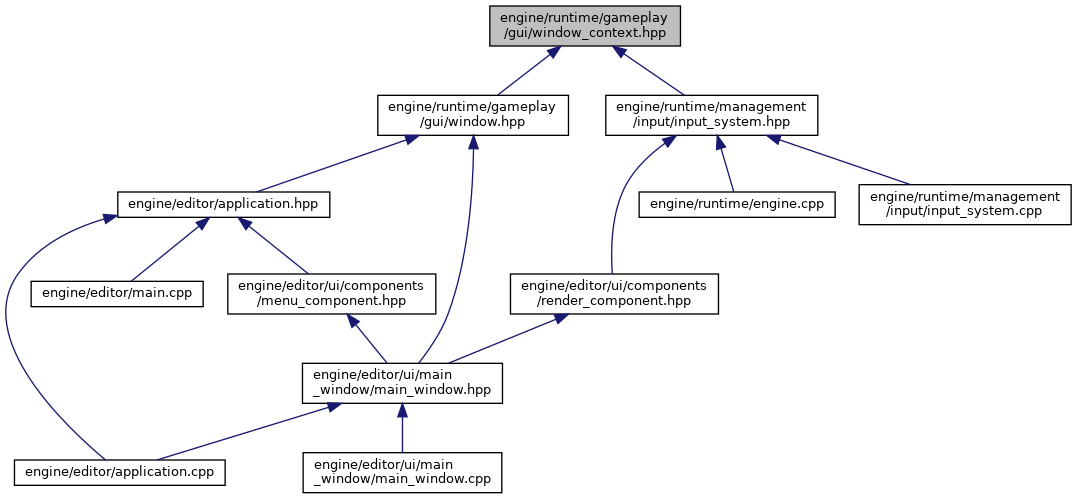 engine/runtime/gameplay
/gui/window_context.hpp
engine/runtime/gameplay
/gui/window.hpp
engine/runtime/management
/input/input_system.hpp
engine/editor/application.hpp
engine/runtime/engine.cpp
engine/runtime/management
/input/input_system.cpp
engine/editor/main.cpp
engine/editor/ui/components
/menu_component.hpp
engine/editor/ui/components
/render_component.hpp
engine/editor/ui/main
_window/main_window.hpp
engine/editor/application.cpp
engine/editor/ui/main
_window/main_window.cpp